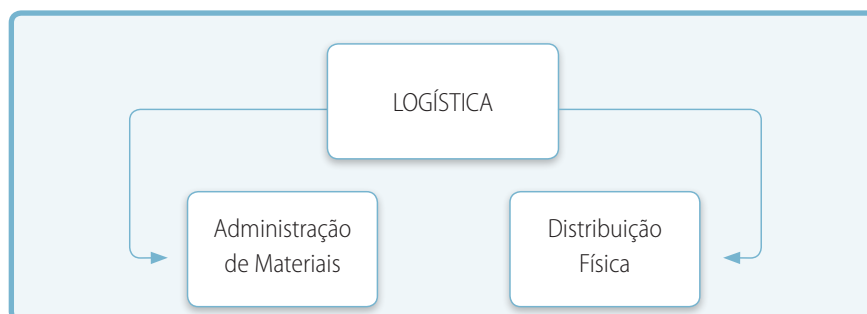 LOGÍSTICA
Administração
de Materiais
Distribuição
Física